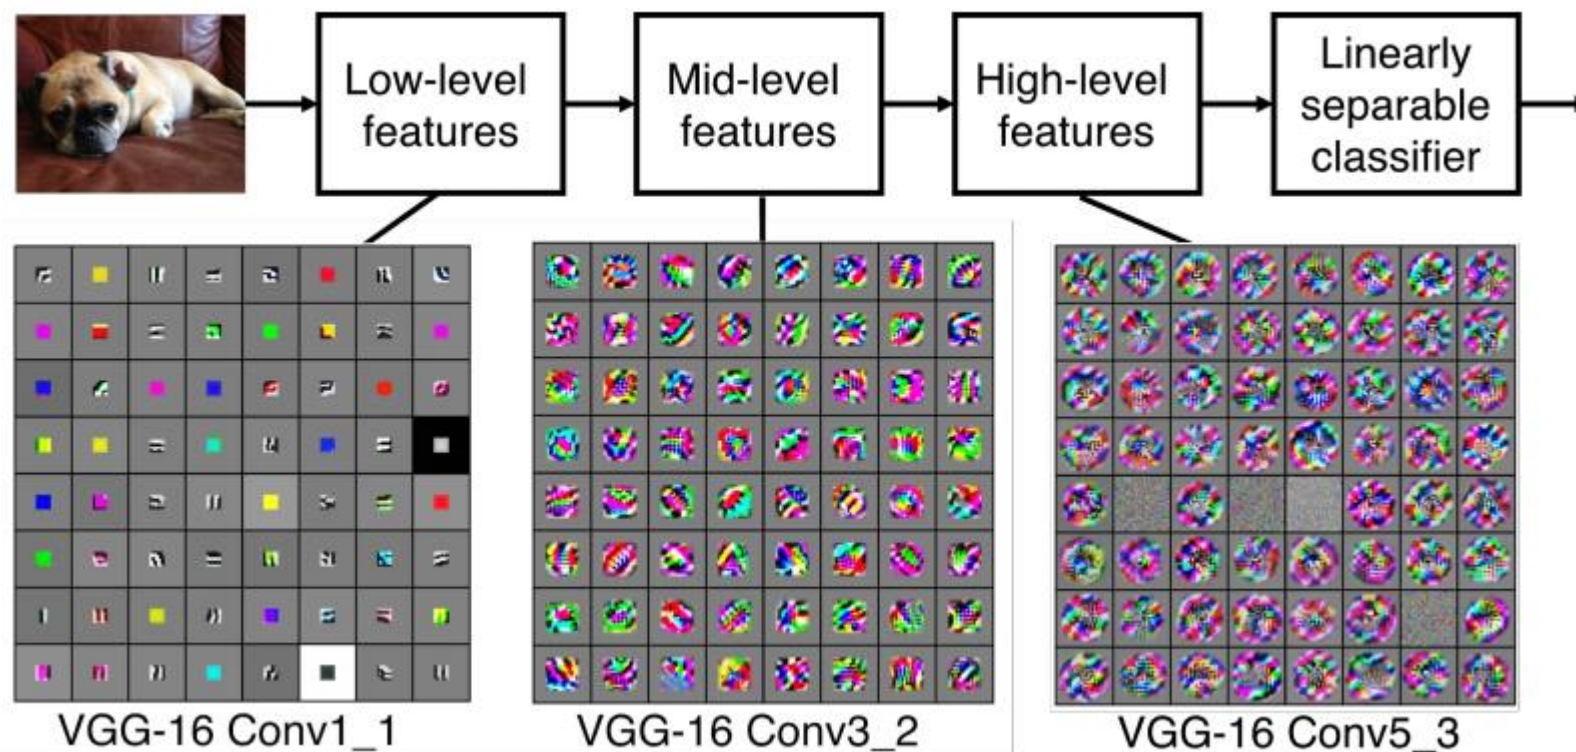 Low-level
features
Mid-level
features
High-level
features
Linearly
separable
classifier
VGG-16 Conv1_1
VGG-16 Conv3_2
VGG-16 Conv5_3